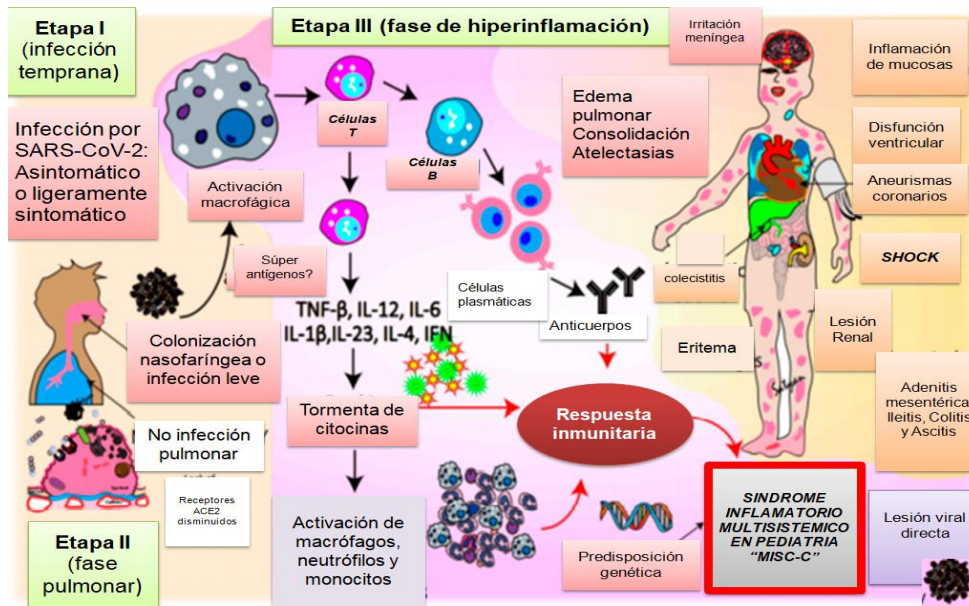 Etapa I
(infección
temprana)
Infección por
SARS-CoV-2:
Asintomático
o ligeramente
sintomático
Etapa III (fase de hiperinflamación)
Células
T
Células
B
Activación
macrofágica
Súper
antígenos?
Colonización
nasofaríngea o
infección leve
No infección
pulmonar
Receptores
ACE2
disminuidos
Etapa II
(fase
pulmonar)
TNF-β, IL-12, IL-6
IL-1β,IL-23, IL-4, IFN
Tormenta de
citocinas
Activación de
macrófagos,
neutrófilos y
monocitos
Células
plasmáticas
Anticuerpos
Respuesta
inmunitaria
Predisposición
genética
SINDROME
INFLAMATORIO
MULTISISTEMICO
EN PEDIATRIA
“MISC-C”
Irritación
meníngea
Edema
pulmonar
Consolidación
Atelectasias
colecistitis
Eritema
Inflamación
de mucosas
Disfunción
ventricular
Aneurismas
coronarios
SHOCK
Lesión
Renal
Adenitis
mesentérica
Ileitis, Colitis
y Ascitis
Lesión viral
directa